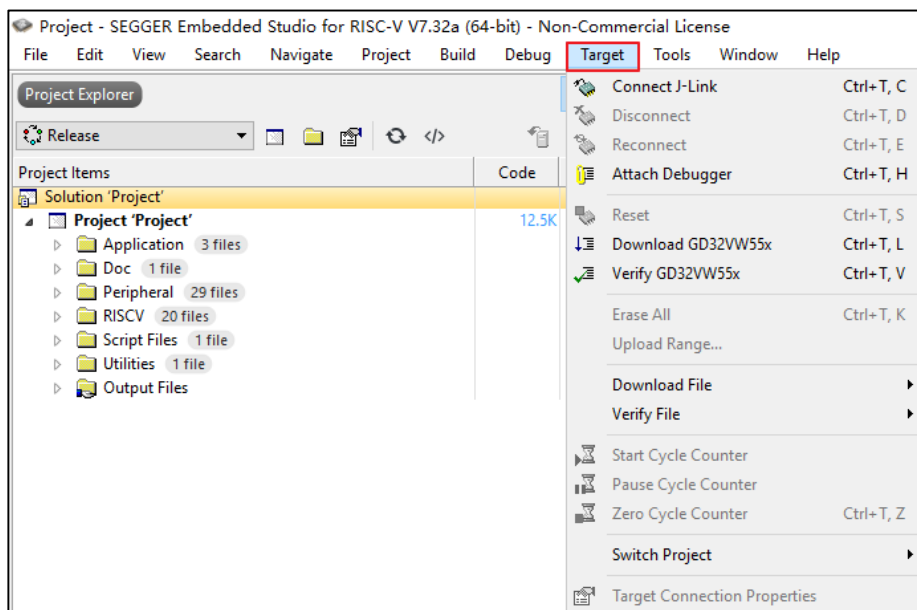 Project - SEGGER Embedded Studio for RISC-V V7.32a (64-bit) - Non-Commercial License
File Edit View Search Navigate Project Build Debug Target Tools Window Help
Project Explorer
Release
Project Items Code
Solution 'Project'
Project 'Project' 12.5K
Application 3 files
Doc 1 file
Peripheral 29 files
RISCV 20 files
Script Files 1 file
Utilities 1 file
Output Files
Connect J-Link Ctrl+T, C
Disconnect Ctrl+T, D
Reconnect Ctrl+T, E
Attach Debugger Ctrl+T, H
Reset Ctrl+T, S
Download GD32VW55x Ctrl+T, L
Verify GD32VW55x Ctrl+T, V
Erase All Ctrl+T, K
Upload Range...
Download File
Verify File
Start Cycle Counter
Pause Cycle Counter
Zero Cycle Counter Ctrl+T, Z
Switch Project
Target Connection Properties